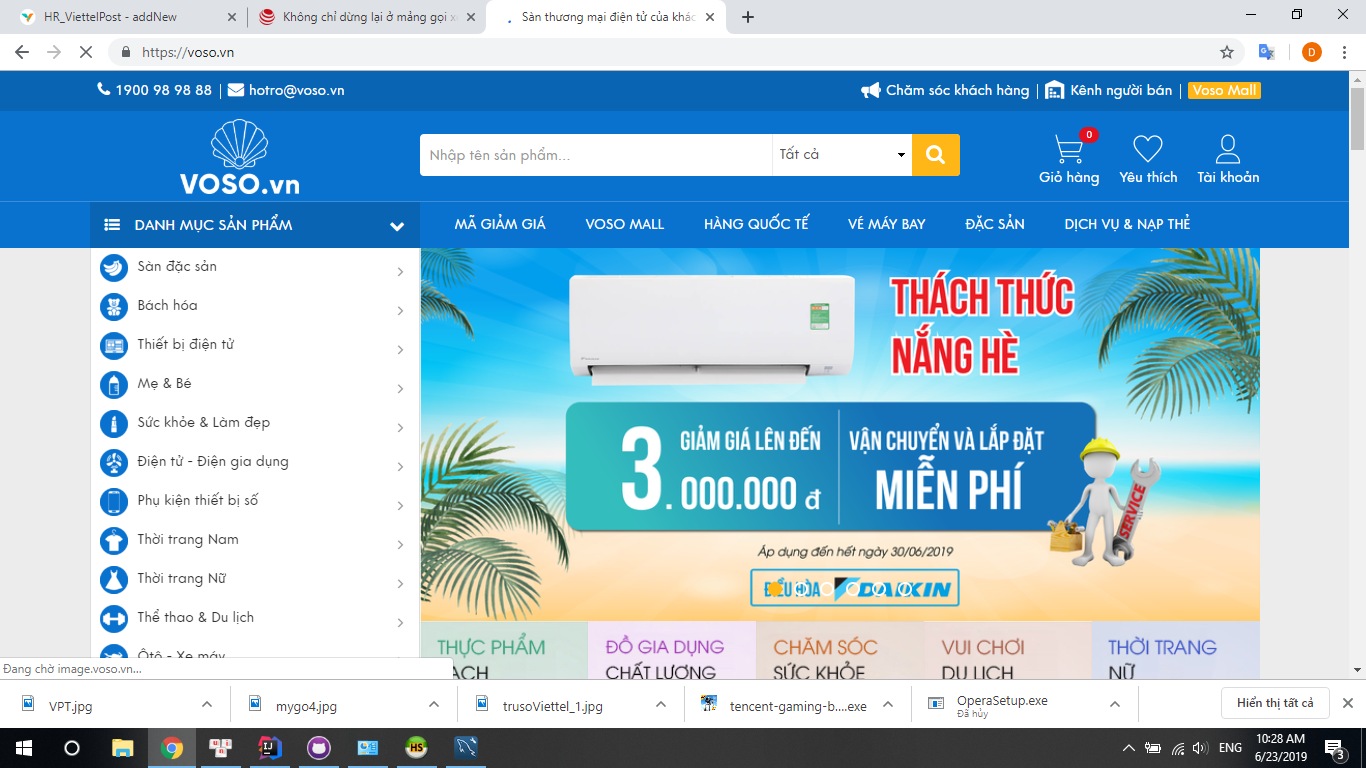 HR_ViettelPost - addNew
Không chỉ dừng lại ở mảng gọi x
Sàn thương mại điện tử của khác
https://voso.vn
D
1900 98 98 88 | hotro@voso.vn
Chăm sóc khách hàng | Kênh người bán | Voso Mall
VOSO.vn
Nhập tên sản phẩm...
Tất cả
0
Giỏ hàng
Yêu thích
Tài khoản
DANH MỤC SẢN PHẨM
MÃ GIẢM GIÁ
VOSO MALL
HÀNG QUỐC TẾ
VÉ MÁY BAY
ĐẶC SẢN
DỊCH VỤ & NẠP THẺ
Sàn đặc sản
Bách hóa
Thiết bị điện tử
Mẹ & Bé
Sức khỏe & Làm đẹp
Điện tử - Điện gia dụng
Phụ kiện thiết bị số
Thời trang Nam
Thời trang Nữ
Thể thao & Du lịch
Ôtô - Xe máy
THÁCH THỨC
NẮNG HÈ
GIẢM GIÁ LÊN ĐẾN
3.000.000 đ
VẬN CHUYỂN VÀ LẮP ĐẶT
MIỄN PHÍ
SERVICE
Áp dụng đến hết ngày 30/06/2019
ĐIỀU HÒA DAIKIN
THỰC PHẨM
SẠCH
ĐỒ GIA DỤNG
CHẤT LƯỢNG
CHĂM SÓC
SỨC KHỎE
VUI CHƠI
DU LỊCH
THỜI TRANG
NỮ
Đang chờ image.voso.vn...
VPT.jpg
mygo4.jpg
trusoViettel_1.jpg
tencent-gaming-b....exe
OperaSetup.exe
Đã hủy
Hiển thị tất cả
ENG
10:28 AM
6/23/2019
3